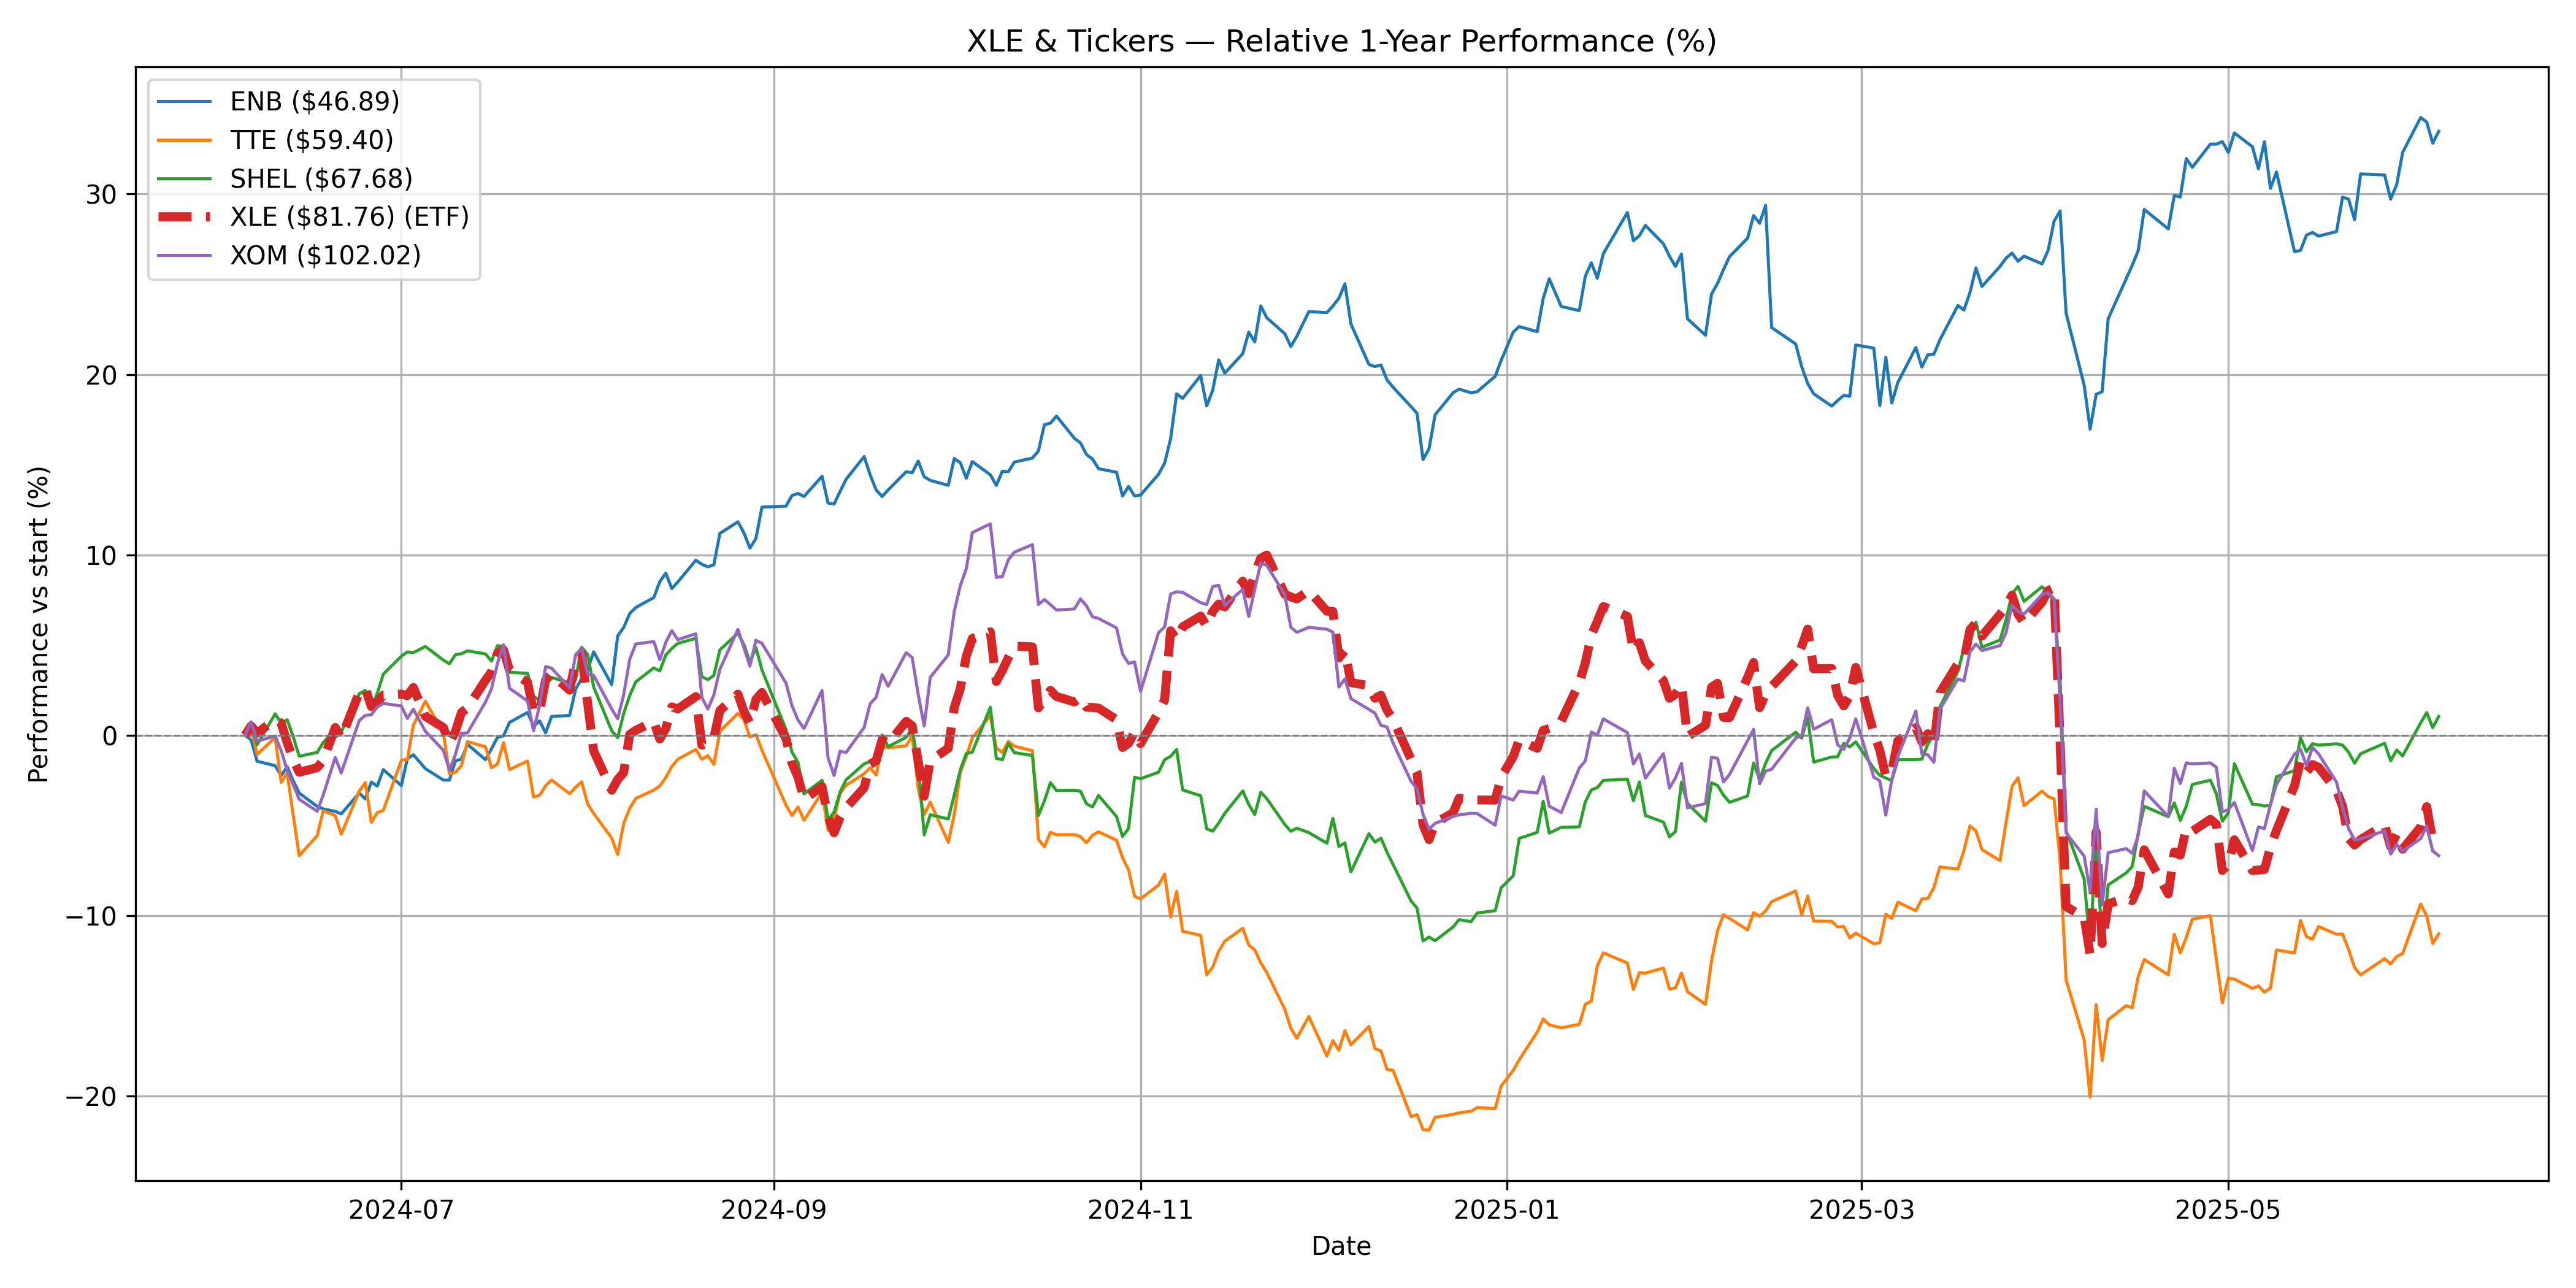 XLE & Tickers — Relative 1-Year Performance (%)
ENB ($46.89)
TTE ($59.40)
SHEL ($67.68)
XLE ($81.76) (ETF)
XOM ($102.02)
Performance vs start (%)
30
20
10
0
−10
−20
2024-07
2024-09
2024-11
2025-01
2025-03
2025-05
Date